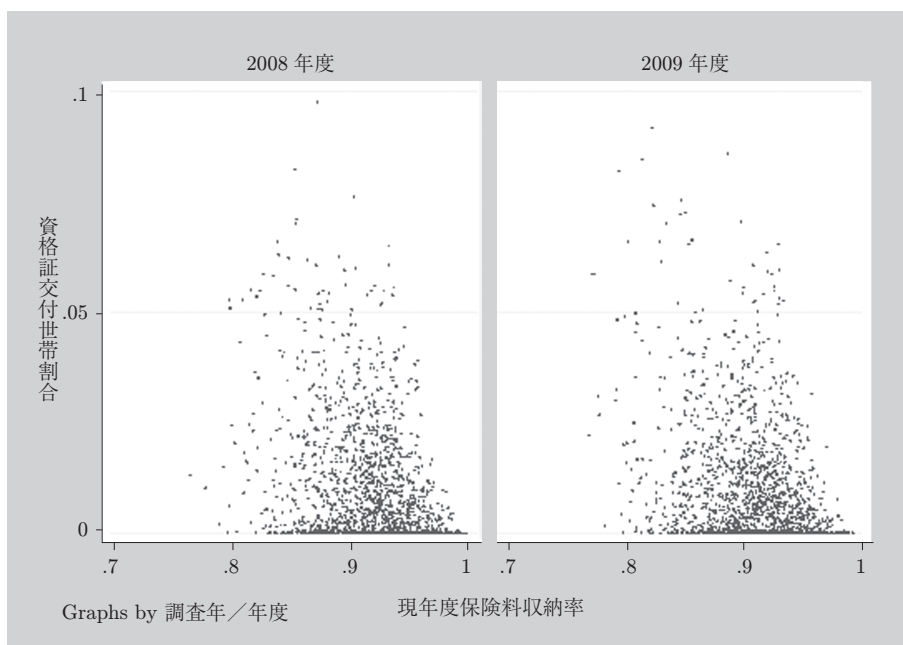 2008 年度
2009 年度
.1
.05
0
資格証交付世帯割合
.7 .8 .9 1
.7 .8 .9 1
現年度保険料収納率
Graphs by 調査年／年度